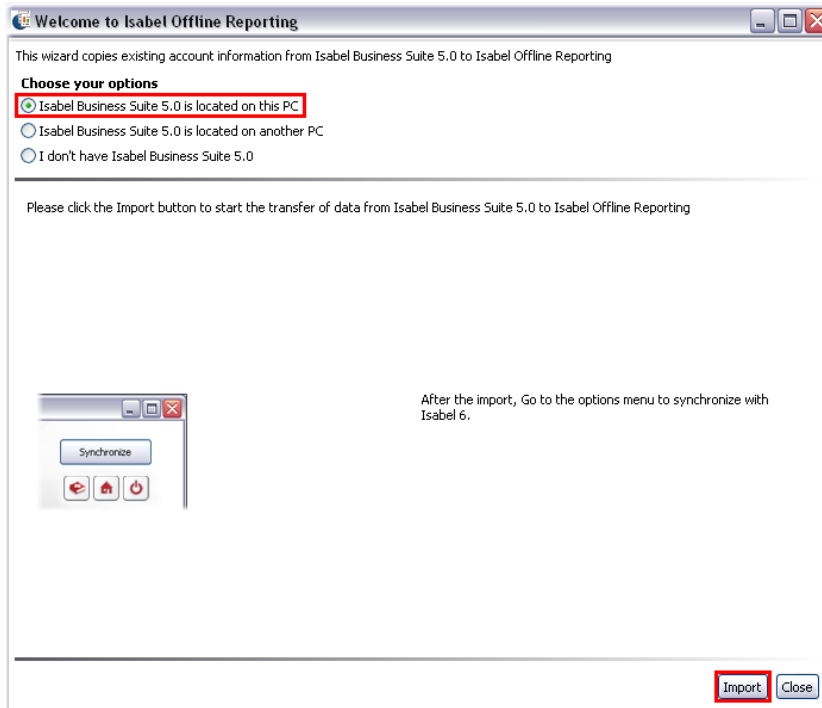 Welcome to Isabel Offline Reporting
This wizard copies existing account information from Isabel Business Suite 5.0 to Isabel Offline Reporting
Choose your options
Isabel Business Suite 5.0 is located on this PC
Isabel Business Suite 5.0 is located on another PC
I don't have Isabel Business Suite 5.0
Please click the Import button to start the transfer of data from Isabel Business Suite 5.0 to Isabel Offline Reporting
After the import, Go to the options menu to synchronize with
Isabel 6.
Synchronize
Import Close